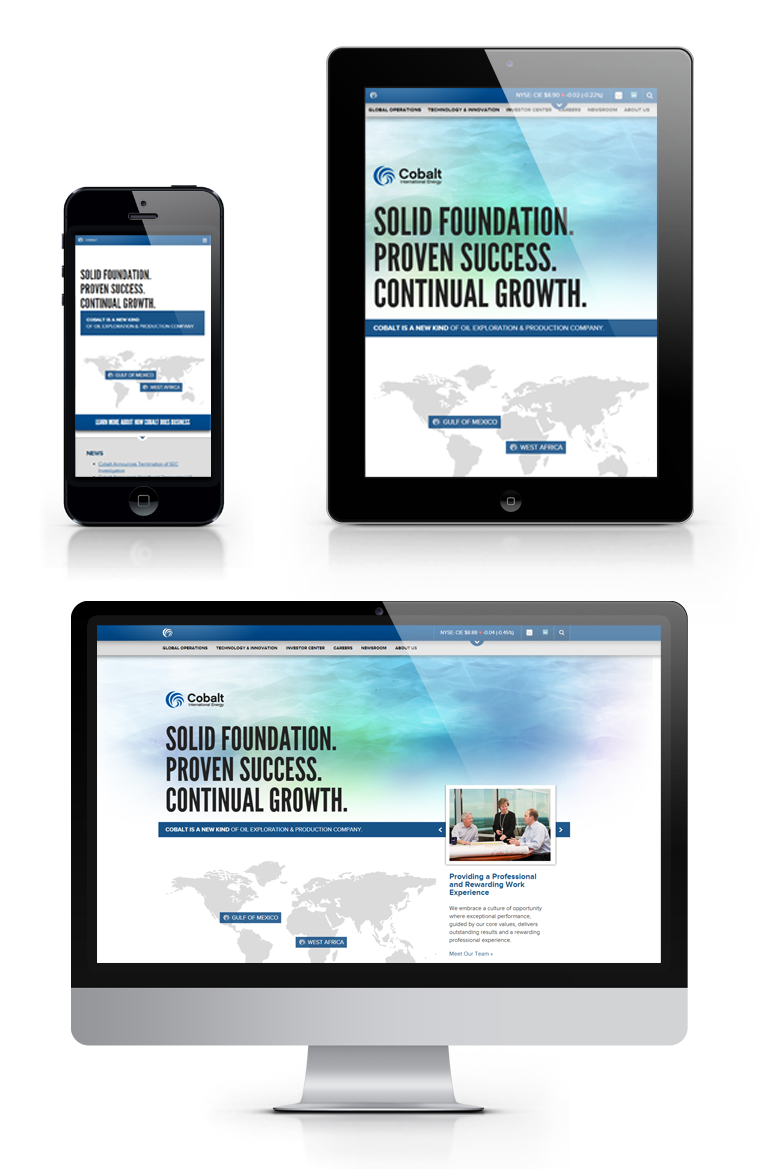 COBALT
SOLID FOUNDATION.
PROVEN SUCCESS.
CONTINUAL GROWTH.
COBALT IS A NEW KIND
OF OIL EXPLORATION & PRODUCTION COMPANY
GULF OF MEXICO
WEST AFRICA
LEARN MORE ABOUT HOW COBALT DOES BUSINESS
NEWS
Cobalt Announces Termination of SEC
Investigation
NYSE: CIE $8.90 -0.02 (-0.22%)
GLOBAL OPERATIONS TECHNOLOGY & INNOVATION INVESTOR CENTER CAREERS NEWSROOM ABOUT US
Cobalt
International Energy
SOLID FOUNDATION.
PROVEN SUCCESS.
CONTINUAL GROWTH.
COBALT IS A NEW KIND OF OIL EXPLORATION & PRODUCTION COMPANY.
GULF OF MEXICO
WEST AFRICA
NYSE: CIE $8.88 -0.04 (-0.45%)
GLOBAL OPERATIONS TECHNOLOGY & INNOVATION INVESTOR CENTER CAREERS NEWSROOM ABOUT US
Cobalt
International Energy
SOLID FOUNDATION.
PROVEN SUCCESS.
CONTINUAL GROWTH.
COBALT IS A NEW KIND OF OIL EXPLORATION & PRODUCTION COMPANY.
GULF OF MEXICO
WEST AFRICA
Providing a Professional
and Rewarding Work
Experience
We embrace a culture of opportunity
where exceptional performance,
guided by our core values, delivers
outstanding results and a rewarding
professional experience.
Meet Our Team »